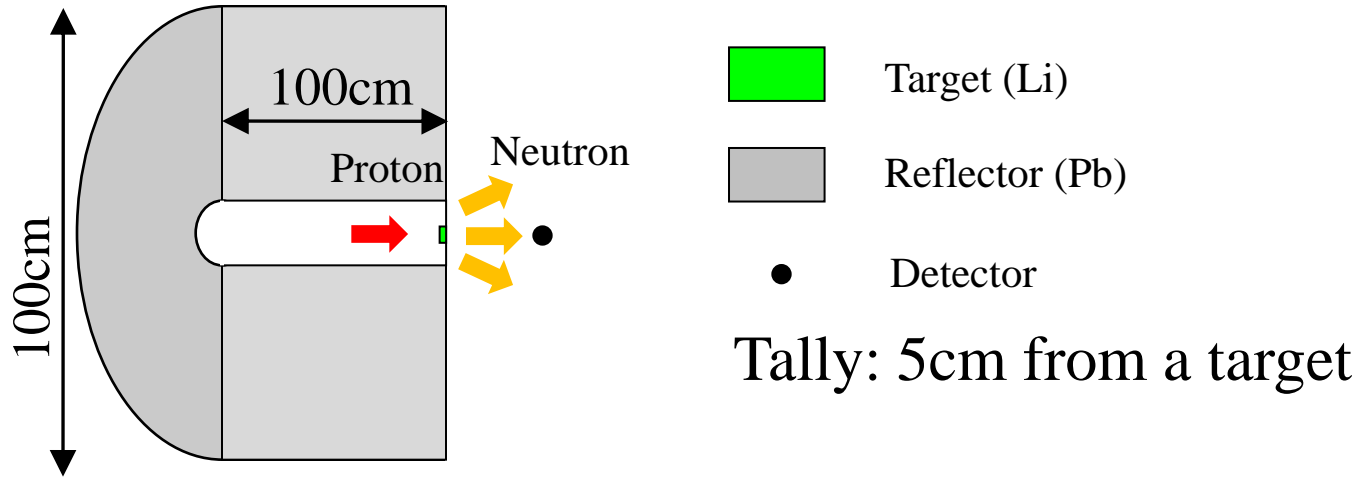 100cm
Proton
Neutron
100cm
Target (Li)
Reflector (Pb)
Detector
Tally: 5cm from a target